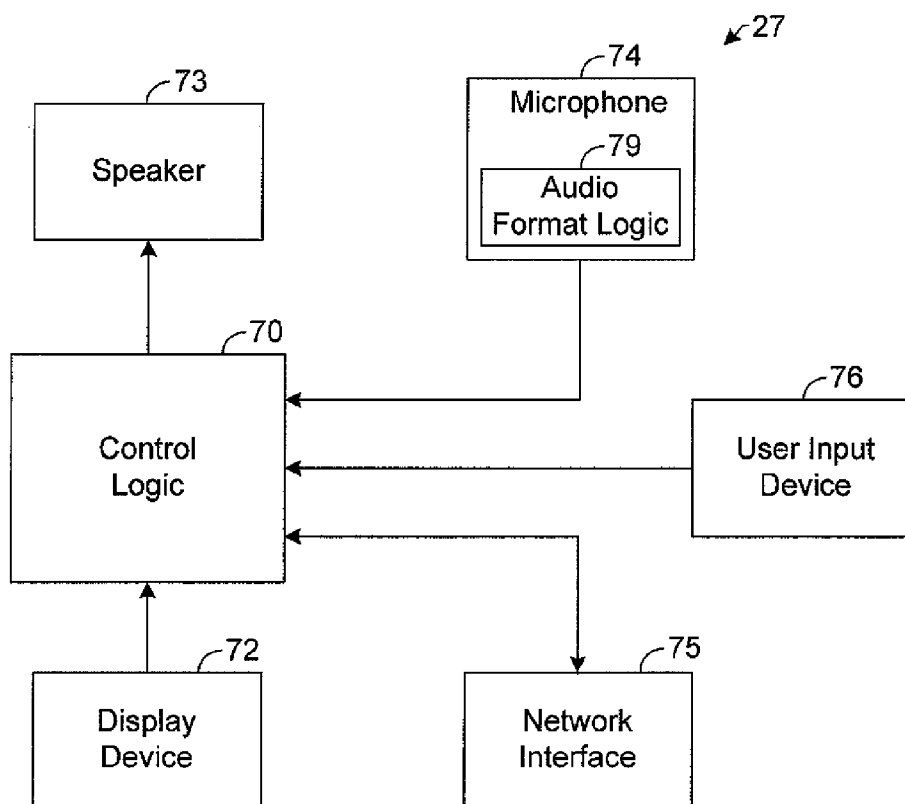 27
73
Speaker
74
Microphone
79
Audio
Format Logic
70
Control
Logic
76
User Input
Device
72
Display
Device
75
Network
Interface